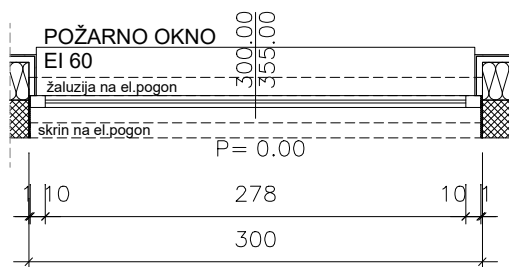 POŽARNO OKNO
EI 60
300.00
355.00
žaluzija na el.pogon
skrin na el.pogon
P= 0.00
1 10 278 10 1
300